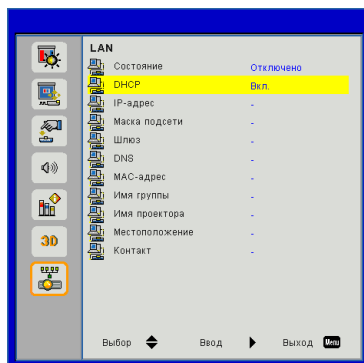 LAN
Состояние Отключено
DHCP Вкл.
IP-адрес -
Маска подсети -
Шлюз -
DNS -
MAC-адрес -
Имя группы -
Имя проектора -
Местоположение -
Контакт -
3D
Выбор Ввод Выход Menu